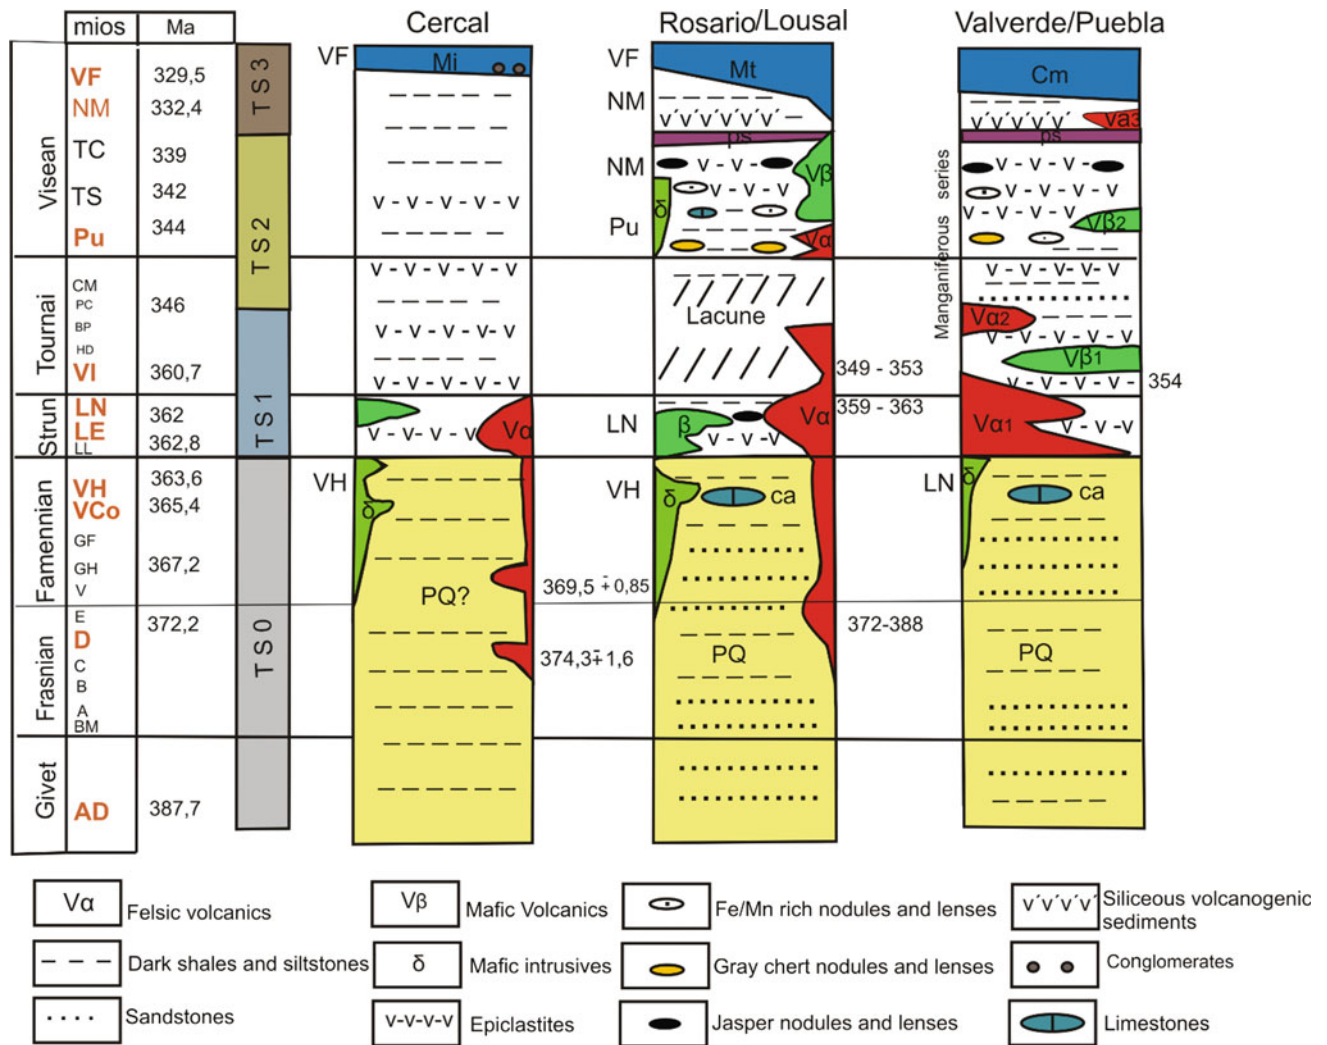 mios Ma Cercal Rosario/Lousal Valverde/Puebla
Visean
VF 329,5
NM 332,4
TC 339
TS 342
Pu 344
Tournai
CM
PC 346
BP
HD
VI 360,7
Strun
LN 362
LE
LL 362,8
Famennian
363,6
VH
VCo 365,4
GF
GH 367,2
V
Frasnian
E
372,2
D
C
B
A
BM
Givet
AD 387,7
TS3
TS2
TS1
TS0
VF
Mi
Vα
VH
δ
PQ?
369,5 ∓0,85
374,3∓1,6
VF
Mt
NM
v´v´v´v´v´v
ps
NM
Vβ
δ
Pu
Vα
Lacune
349 - 353
359 - 363
LN
β
Vα
VH
δ
ca
372-388
PQ
Cm
va3
ps
Manganiferous series
Vβ2
Vα2
Vβ1
354
Vα1
LN
δ
ca
PQ
Vα Felsic volcanics
Vβ Mafic Volcanics
Fe/Mn rich nodules and lenses
v´v´v´v´ Siliceous volcanogenic
sediments
Dark shales and siltstones
δ Mafic intrusives
Gray chert nodules and lenses
Conglomerates
Sandstones
v-v-v-v Epiclastites
Jasper nodules and lenses
Limestones